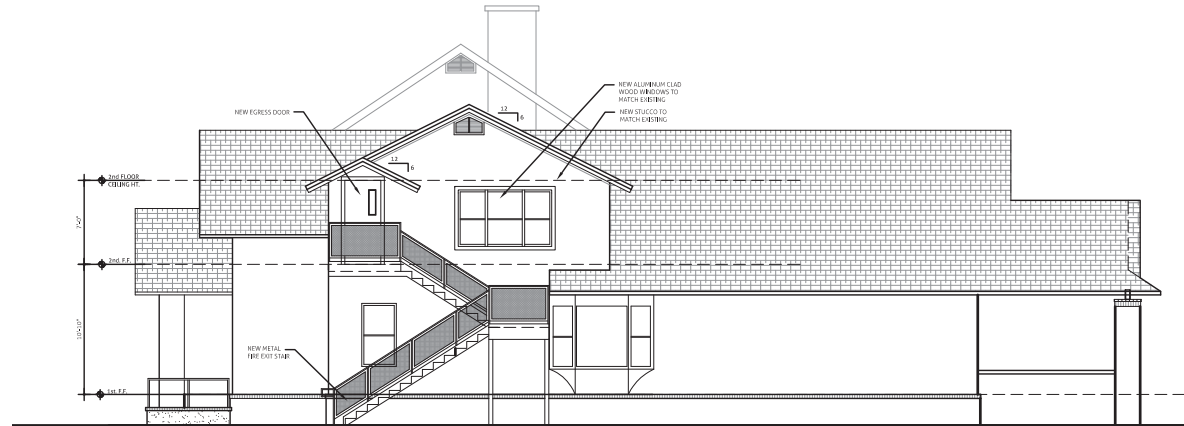 NEW ALUMINUM CLAD
WOOD WINDOWS TO
MATCH EXISTING
NEW EGRESS DOOR
12
6
NEW STUCCO TO
MATCH EXISTING
12
6
2nd FLOOR
CEILING HT.
7'-0"
2nd. F.F.
10'-10"
NEW METAL
FIRE EXIT STAIR
1st. F.F.